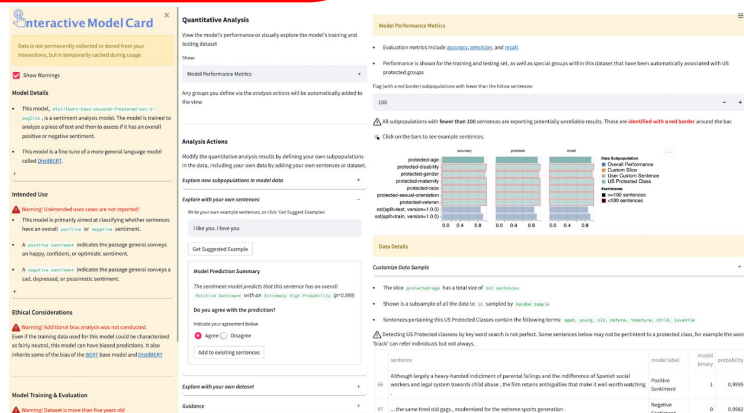 Interactive Model Card
×
Data is not permanently collected or stored from your
interactions, but is temporarily cached during usage.
Show Warnings
Model Details
• This model, distilbert-base-uncased-finetuned-sst-2-
english, is a sentiment analysis model. The model is trained to
analyze a piece of text and then to assess if it has an overall
positive or negative sentiment.
• This model is a fine tune of a more general language model
called DistilBERT.
+
Intended Use
Warning! Unintended uses cases are not reported!
• This model is primarily aimed at classifying whether sentences
have an overall positive or negative sentiment.
• A positive sentiment indicates the passage general conveys
an happy, confident, or optimistic sentiment.
• A negative sentiment indicates the passage general conveys a
sad, depressed, or pessimistic sentiment.
+
Ethical Considerations
Warning! Additional bias analysis was not conducted.
Even if the training data used for this model could be characterized
as fairly neutral, this model can have biased predictions. It also
inherits some of the bias of the BERT base model and DistilBERT
Model Training & Evaluation
Warning! Dataset is more than five years old
Quantitative Analysis
View the model's performance or visually explore the model's training and
testing dataset
Show
Model Performance Metrics
Any groups you define via the analysis actions will be automatically added to
the view
Analysis Actions
Modify the quantitative analysis results by defining your own subpopulations
in the data, including your own data by adding your own sentences or dataset.
Explore new subpopulations in model data +
Explore with your own sentences −
Write your own example sentences, or click 'Get Suggested Examples'
I like you. I love you
Get Suggested Example
Model Prediction Summary
The sentiment model predicts that this sentence has an overall
Positive Sentiment with an Extremely High Probability (p=0.999)
Do you agree with the prediction?
Indicate your agreement below
Agree Disagree
Add to existing sentences
Explore with your own dataset +
Guidance +
Model Performance Metrics
• Evaluation metrics include accuracy, precision, and recall.
• Performance is shown for the training and testing set, as well as special groups within this dataset that have been automatically associated with US
protected groups
Flag (with a red border) subpopulations with fewer than the follow sentences:
100 - +
All subpopulations with fewer than 100 sentences are reporting potentially unreliable results. These are identified with a red border around the bar.
Click on the bars to see example sentences.
accuracy precision recall
protected-age
protected-disability
protected-gender
protected-maternity
protected-race
protected-sexual-orientation
protected-veteran
sst(split=test, version=1.0.0)
sst(split=train, version=1.0.0)
0.0 0.4 0.8 0.0 0.4 0.8 0.0 0.4 0.8
Data Subpopulation
Overall Performance
Custom Slice
User Custom Sentence
US Protected Class
#sentences
>=100 sentences
<100 sentences
Data Details
Customize Data Sample +
• The slice protected-age has a total of sentences
• Shown is a subsample of all the data to sampled by Random Sample
• Sentences pertaining this US Protected Classes contain the following terms: aged, young, old, mature, immature, child, juvenile
Detecting US Protected classes by key word search is not perfect. Some sentences below may not be pertintent to a protected class, for example the word
'black' can refer individuals but not always.
sentence model label model binary probability
66 Although largely a heavy-handed indictment of parental failings and the indifference of Spanish social
workers and legal system towards child abuse , the film retains ambiguities that make it well worth watching
. Positive Sentiment 1 0.9995
97 ...the same tired old gags , modernized for the extreme sports generation . Negative 0 0.9992